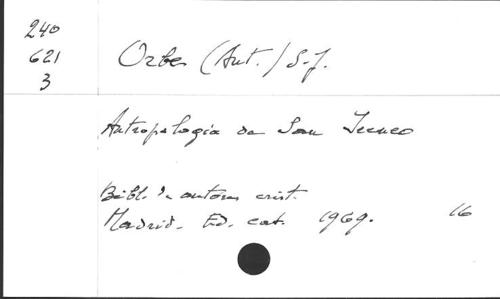 240
621
3
Orbe (Ant.) S.J.
Antropologia de San Ireneo
Bibl. de autores crist.
Madrid. Ed. cat. 1969. 16